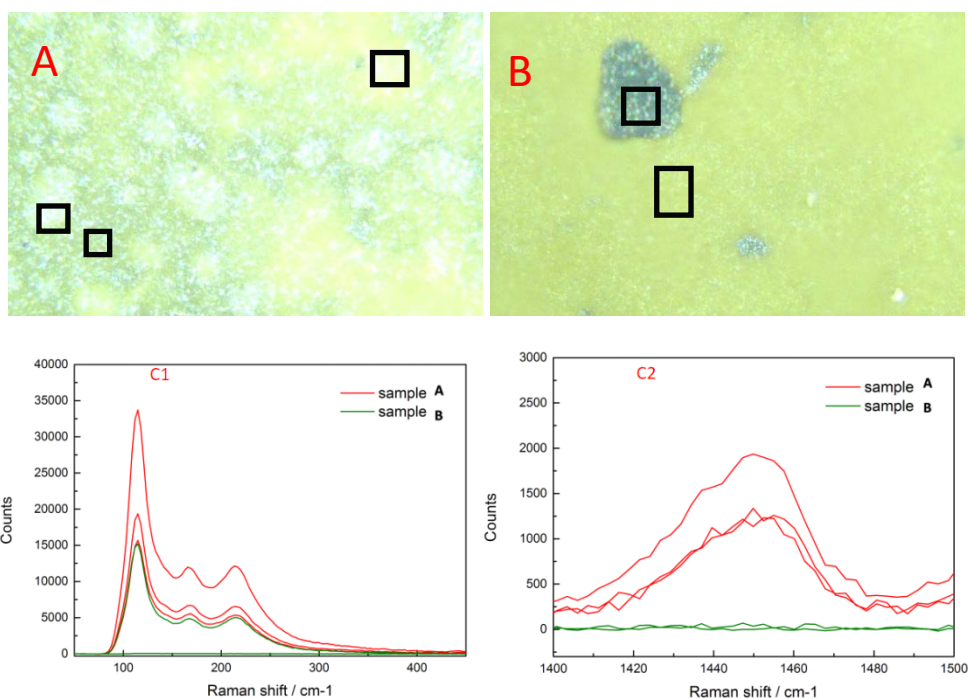 A
B
C1
sample A
sample B
40000
35000
30000
25000
20000
15000
10000
5000
0
Counts
100
200
300
400
Raman shift / cm-1
C2
sample A
sample B
3000
2500
2000
1500
1000
500
0
Counts
1400
1420
1440
1460
1480
1500
Raman shift / cm-1